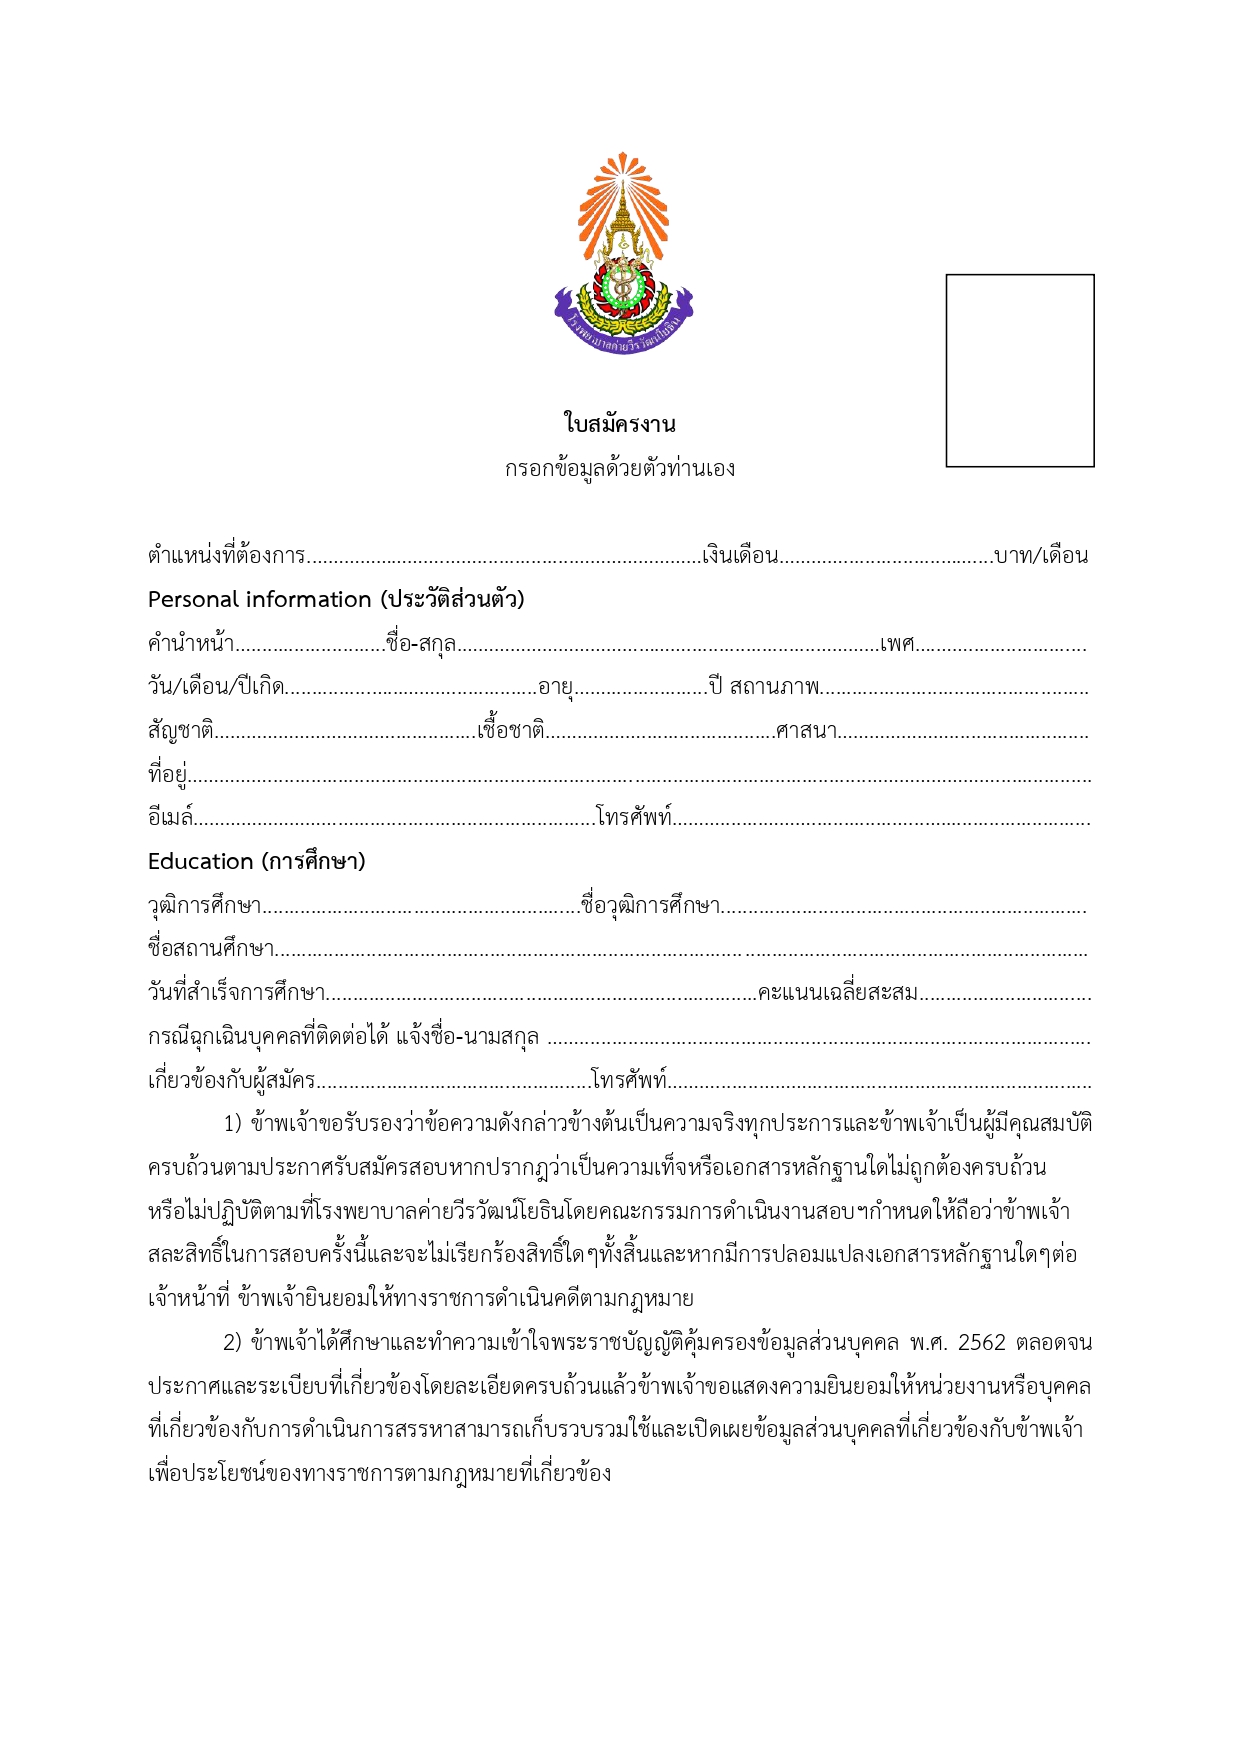 โรงพยาบาลค่ายวีรวัฒน์โยธิน
ใบสมัครงาน
กรอกข้อมูลด้วยตัวท่านเอง
ตำแหน่งที่ต้องการ..........................................................................เงินเดือน........................................บาท/เดือน
Personal information (ประวัติส่วนตัว)
คำนำหน้า............................ชื่อ-สกุล...............................................................................เพศ................................
วัน/เดือน/ปีเกิด...............................................อายุ.........................ปี สถานภาพ..................................................
สัญชาติ.................................................เชื้อชาติ...........................................ศาสนา...............................................
ที่อยู่.........................................................................................................................................................................
อีเมล์...........................................................................โทรศัพท์..............................................................................
Education (การศึกษา)
วุฒิการศึกษา...........................................................ชื่อวุฒิการศึกษา....................................................................
ชื่อสถานศึกษา........................................................................................................................................................
วันที่สำเร็จการศึกษา................................................................................คะแนนเฉลี่ยสะสม................................
กรณีฉุกเฉินบุคคลที่ติดต่อได้ แจ้งชื่อ-นามสกุล .....................................................................................................
เกี่ยวข้องกับผู้สมัคร...................................................โทรศัพท์...............................................................................
1) ข้าพเจ้าขอรับรองว่าข้อความดังกล่าวข้างต้นเป็นความจริงทุกประการและข้าพเจ้าเป็นผู้มีคุณสมบัติ
ครบถ้วนตามประกาศรับสมัครสอบหากปรากฏว่าเป็นความเท็จหรือเอกสารหลักฐานใดไม่ถูกต้องครบถ้วน
หรือไม่ปฏิบัติตามที่โรงพยาบาลค่ายวีรวัฒน์โยธินโดยคณะกรรมการดำเนินงานสอบฯกำหนดให้ถือว่าข้าพเจ้า
สละสิทธิ์ในการสอบครั้งนี้และจะไม่เรียกร้องสิทธิ์ใดๆทั้งสิ้นและหากมีการปลอมแปลงเอกสารหลักฐานใดๆต่อ
เจ้าหน้าที่ ข้าพเจ้ายินยอมให้ทางราชการดำเนินคดีตามกฎหมาย
2) ข้าพเจ้าได้ศึกษาและทำความเข้าใจพระราชบัญญัติคุ้มครองข้อมูลส่วนบุคคล พ.ศ. 2562 ตลอดจน
ประกาศและระเบียบที่เกี่ยวข้องโดยละเอียดครบถ้วนแล้วข้าพเจ้าขอแสดงความยินยอมให้หน่วยงานหรือบุคคล
ที่เกี่ยวข้องกับการดำเนินการสรรหาสามารถเก็บรวบรวมใช้และเปิดเผยข้อมูลส่วนบุคคลที่เกี่ยวข้องกับข้าพเจ้า
เพื่อประโยชน์ของทางราชการตามกฎหมายที่เกี่ยวข้อง